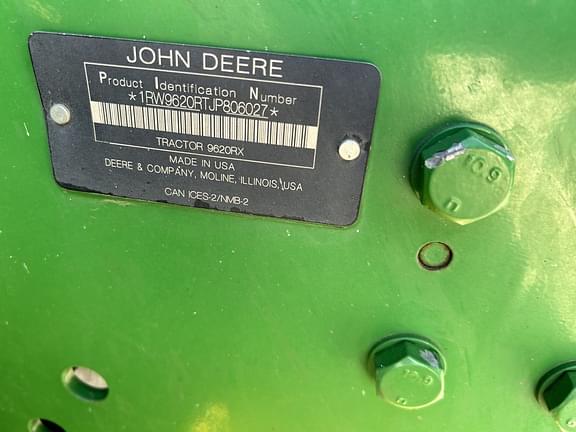 JOHN DEERE
Product Identification Number
*1RW9620RTJP806027*
TRACTOR 9620RX
MADE IN USA
DEERE & COMPANY, MOLINE, ILLINOIS, USA
CAN ICES-2/NMB-2
10.9
10.9